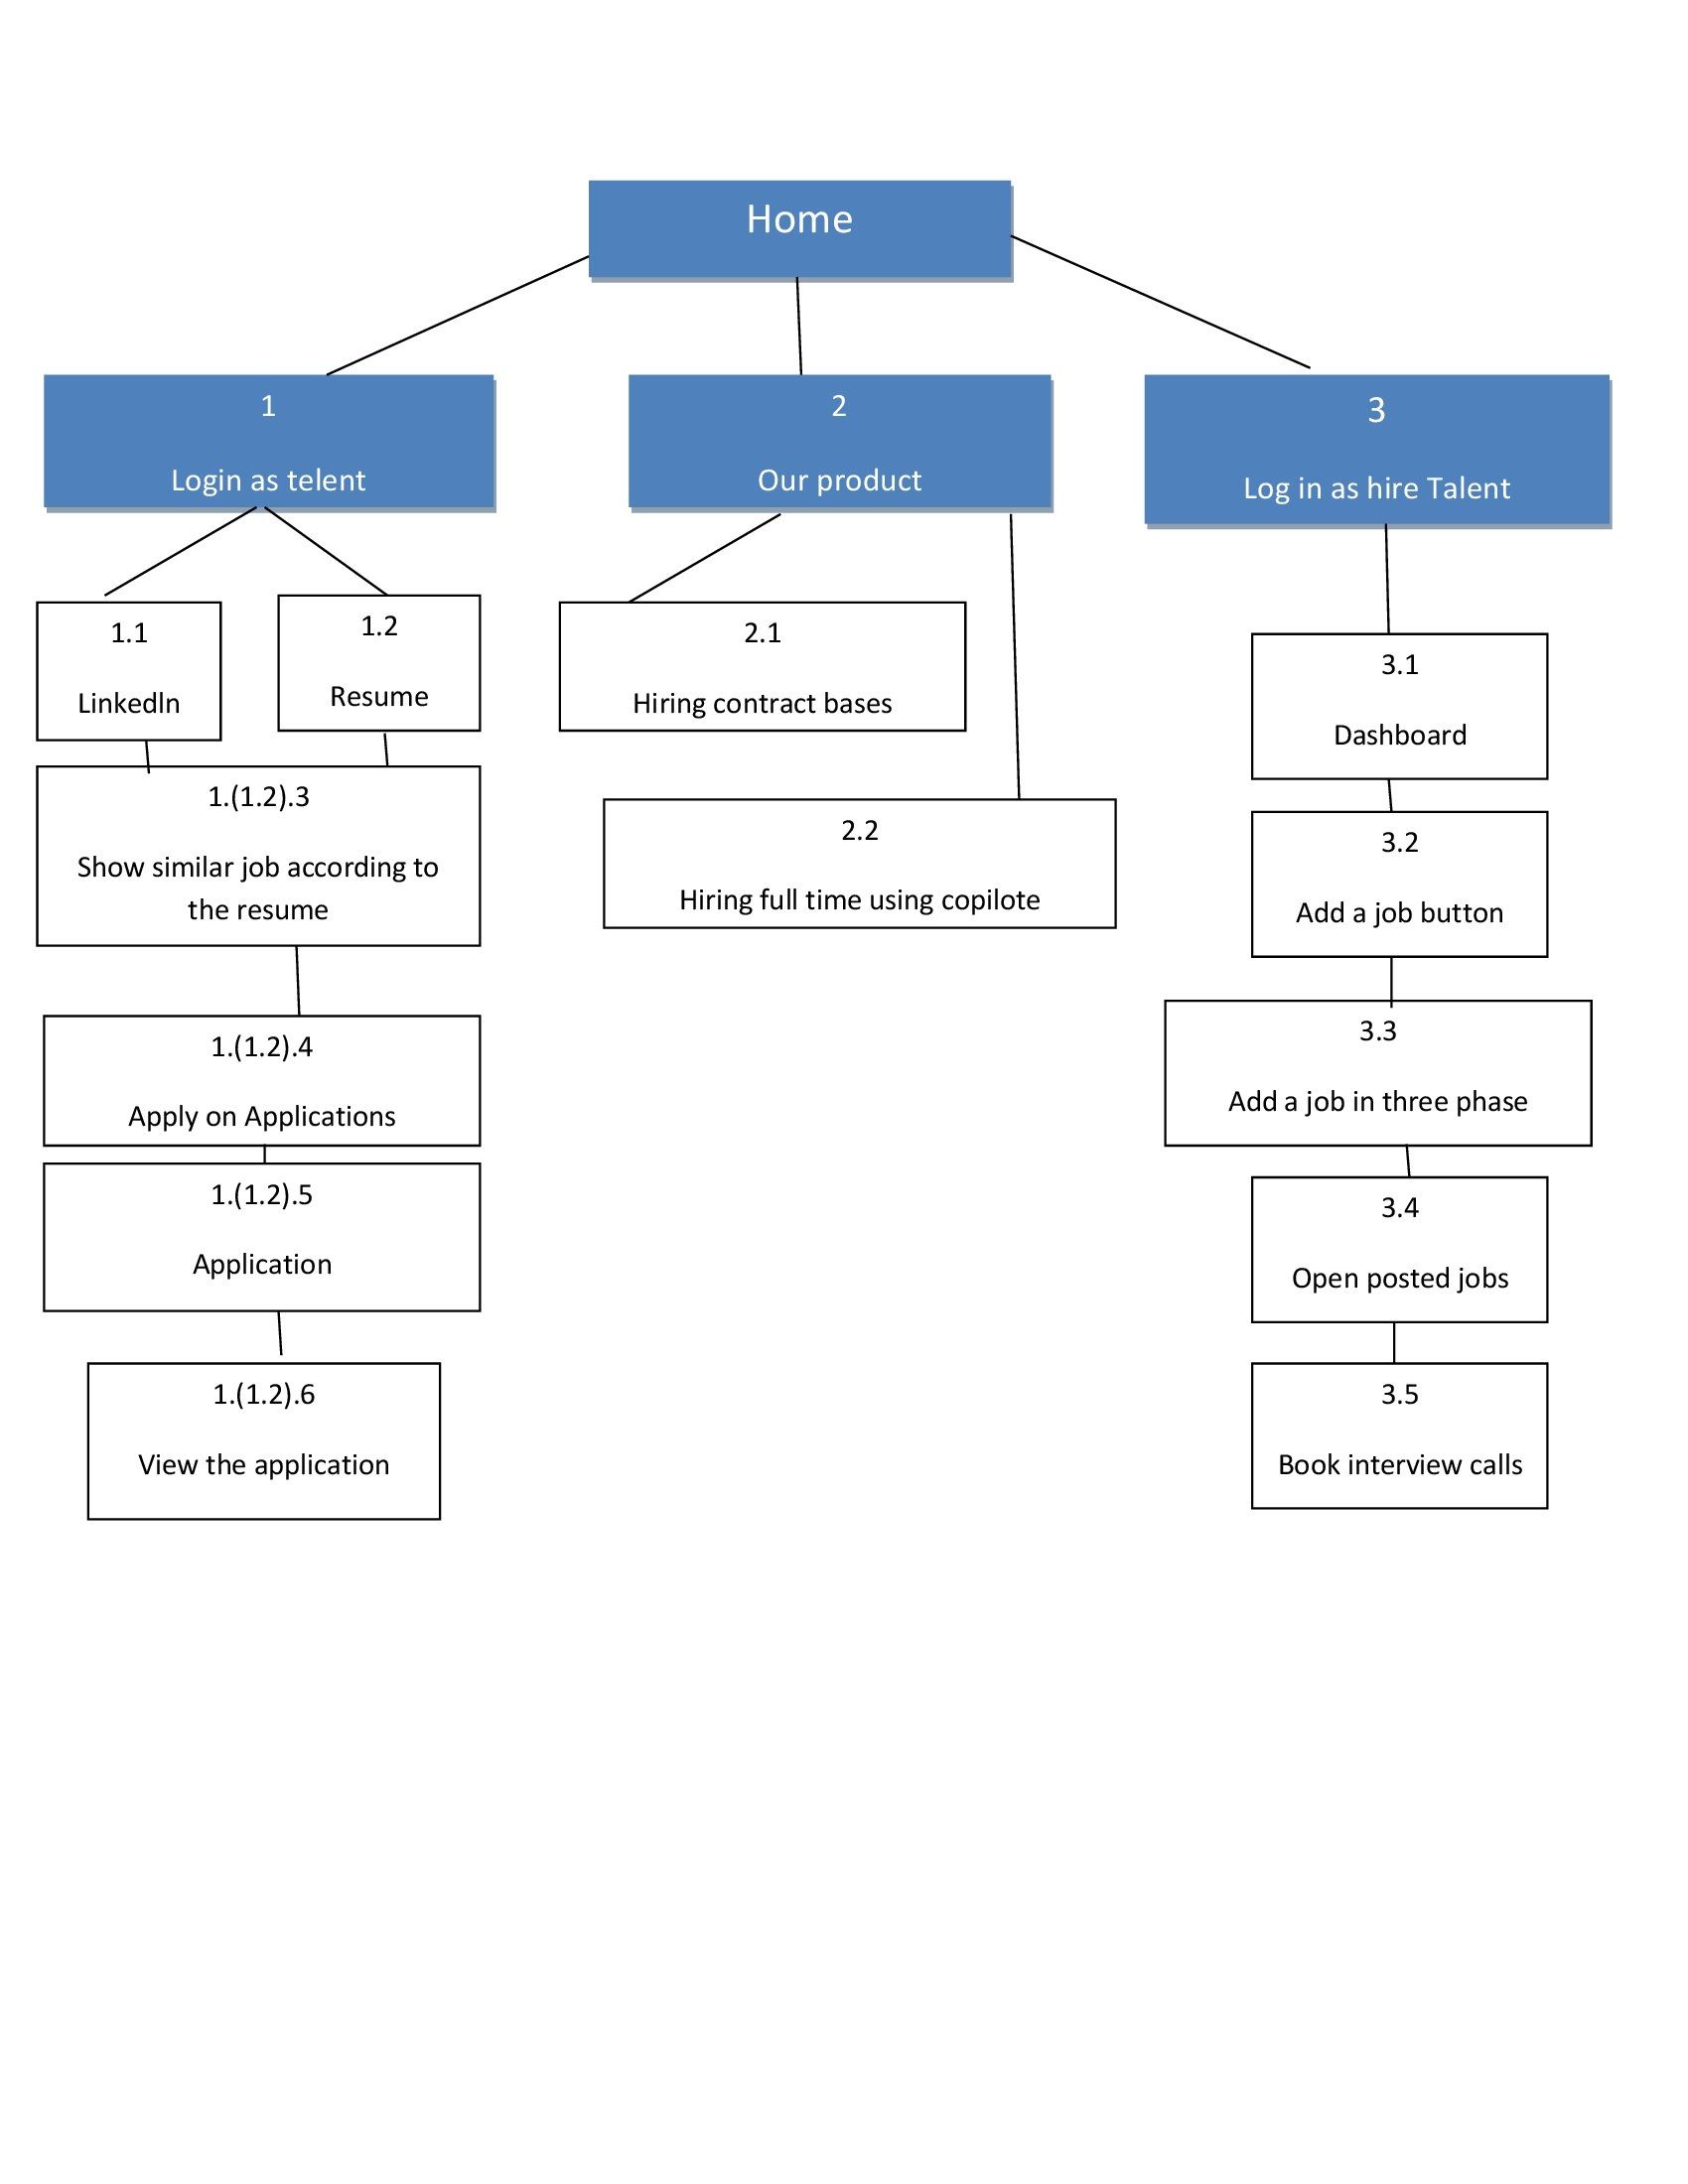 Home
1
Login as telent
2
Our product
3
Log in as hire Talent
1.1
Linkedln
1.2
Resume
1.(1.2).3
Show similar job according to
the resume
1.(1.2).4
Apply on Applications
1.(1.2).5
Application
1.(1.2).6
View the application
2.1
Hiring contract bases
2.2
Hiring full time using copilote
3.1
Dashboard
3.2
Add a job button
3.3
Add a job in three phase
3.4
Open posted jobs
3.5
Book interview calls